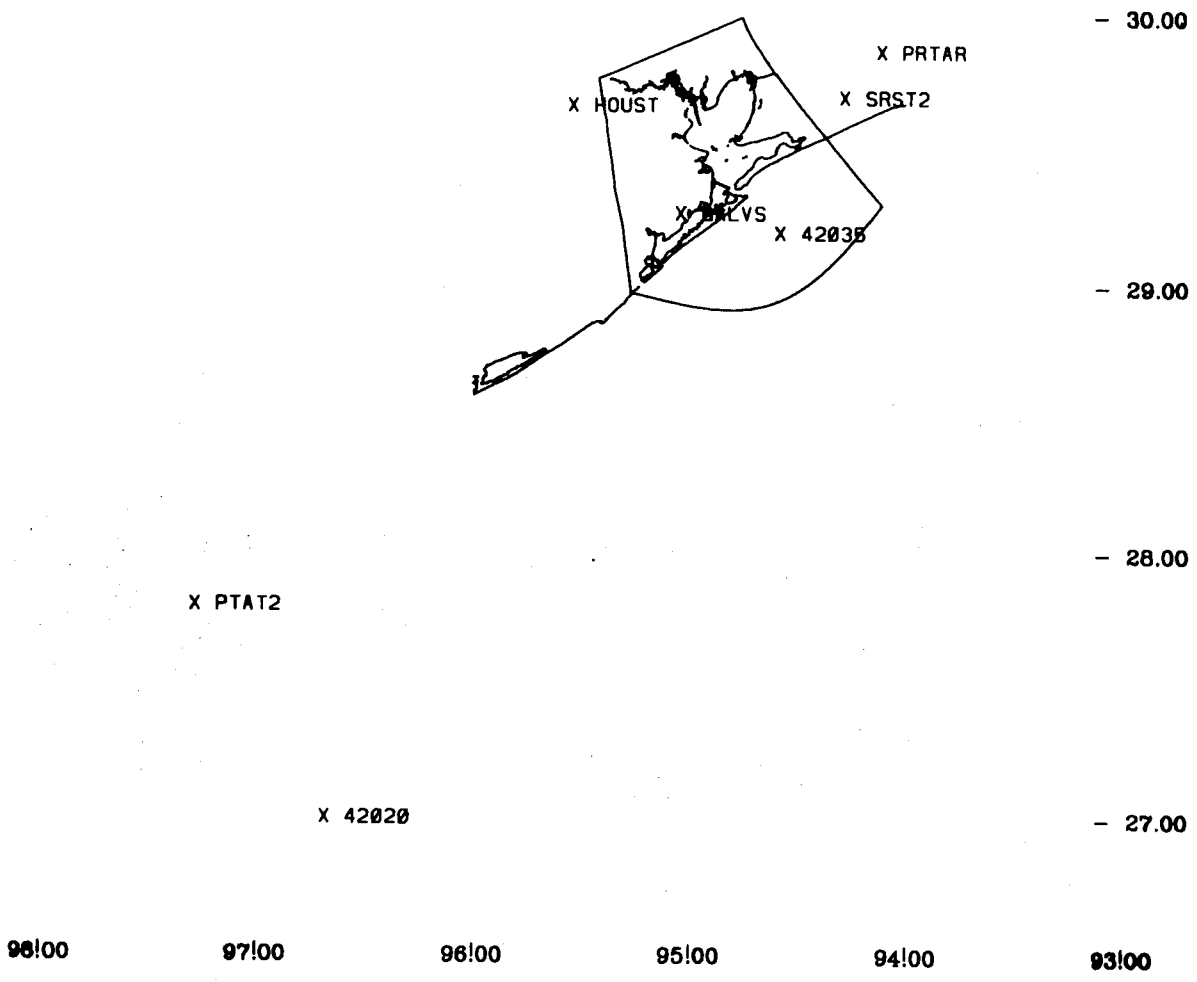 - 30.00
X PRTAR
X SRST2
X HOUST
X GALVS
X 42035
- 29.00
- 28.00
X PTAT2
X 42020
- 27.00
98!00 97!00 96!00 95!00 94!00 93!00